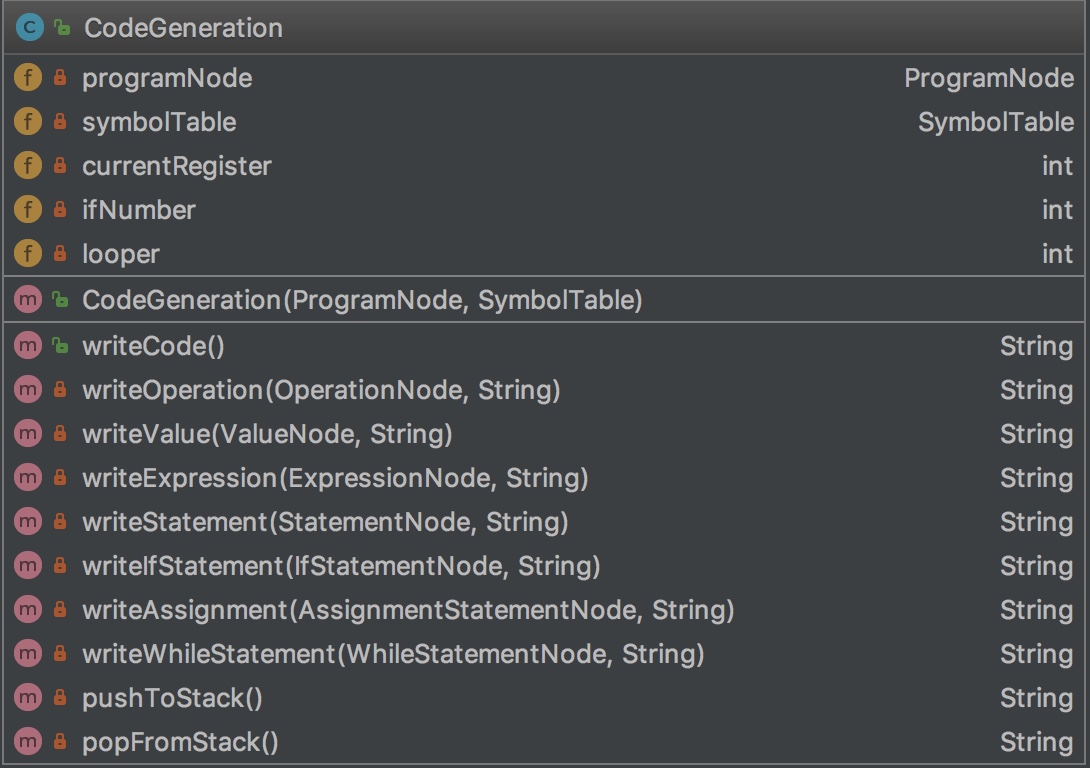 C CodeGeneration
f programNode ProgramNode
f symbolTable SymbolTable
f currentRegister int
f ifNumber int
f looper int
m CodeGeneration(ProgramNode, SymbolTable)
m writeCode() String
m writeOperation(OperationNode, String) String
m writeValue(ValueNode, String) String
m writeExpression(ExpressionNode, String) String
m writeStatement(StatementNode, String) String
m writeIfStatement(IfStatementNode, String) String
m writeAssignment(AssignmentStatementNode, String) String
m writeWhileStatement(WhileStatementNode, String) String
m pushToStack() String
m popFromStack() String